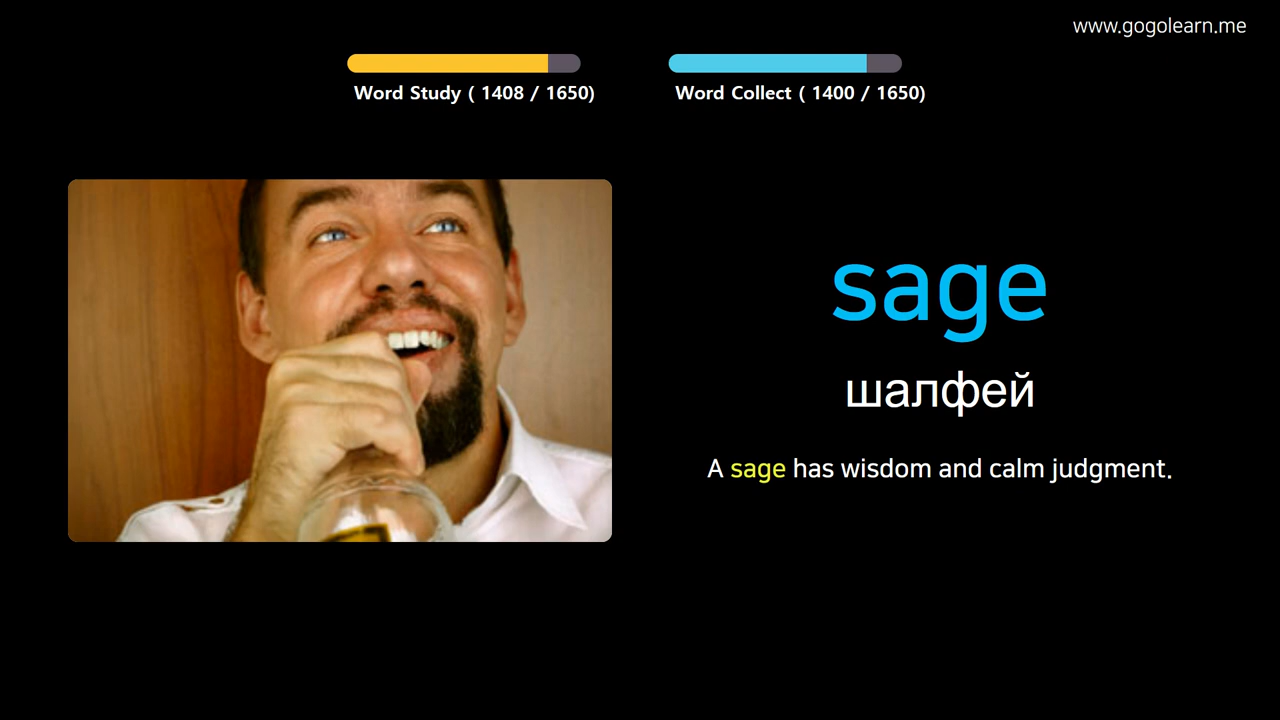 www.gogolearn.me
Word Study ( 1408 / 1650)
Word Collect ( 1400 / 1650)
sage
шалфей
A sage has wisdom and calm judgment.